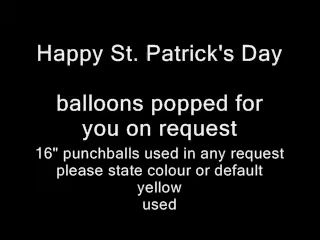 Happy St. Patrick's Day
balloons popped for
you on request
16" punchballs used in any request
please state colour or default
yellow
used